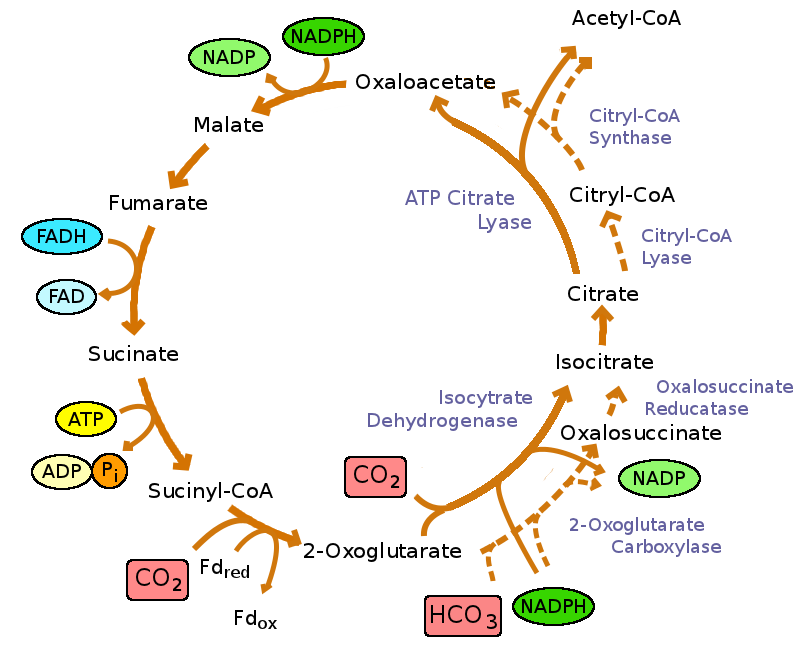 Acetyl-CoA
NADPH
NADP
Oxaloacetate
Citryl-CoA
Synthase
Malate
ATP Citrate
Lyase
Citryl-CoA
Fumarate
FADH
Citryl-CoA
Lyase
FAD
Citrate
Sucinate
Isocitrate
Isocytrate
Dehydrogenase
Oxalosuccinate
Reducatase
ATP
Oxalosuccinate
ADP
Pi
CO2
NADP
Sucinyl-CoA
2-Oxoglutarate
Carboxylase
2-Oxoglutarate
CO2
Fdred
HCO3
NADPH
Fdox